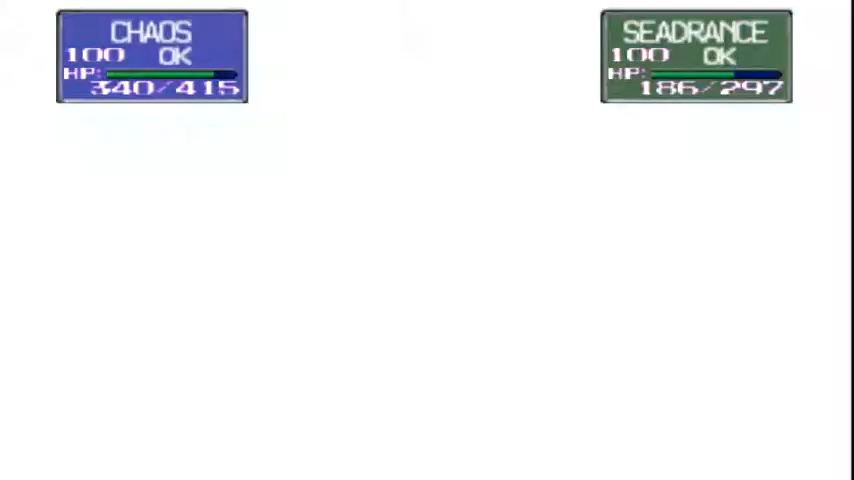 CHAOS
100 OK
HP:
340/415
SEADRANCE
100 OK
HP:
186/297